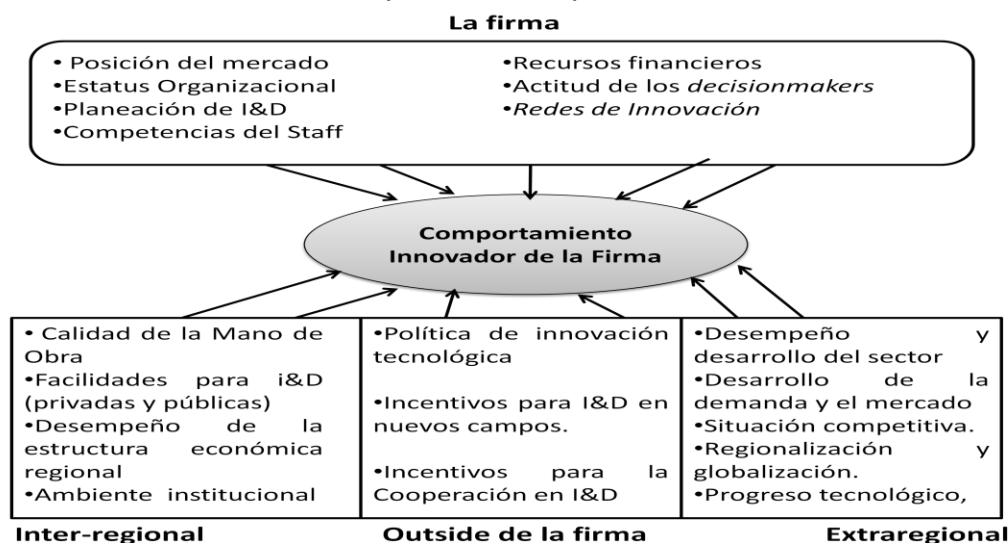 La firma
• Posición del mercado
•Estatus Organizacional
•Planeación de I&D
•Competencias del Staff
•Recursos financieros
•Actitud de los decisionmakers
•Redes de Innovación
Comportamiento
Innovador de la Firma
• Calidad de la Mano de
Obra
•Facilidades para i&D
(privadas y públicas)
•Desempeño de la
estructura económica
regional
•Ambiente institucional
•Política de innovación
tecnológica
•Incentivos para I&D en
nuevos campos.
•Incentivos para la
Cooperación en I&D
•Desempeño y
desarrollo del sector
•Desarrollo de la
demanda y el mercado
•Situación competitiva.
•Regionalización y
globalización.
•Progreso tecnológico,
Inter-regional
Outside de la firma
Extraregional